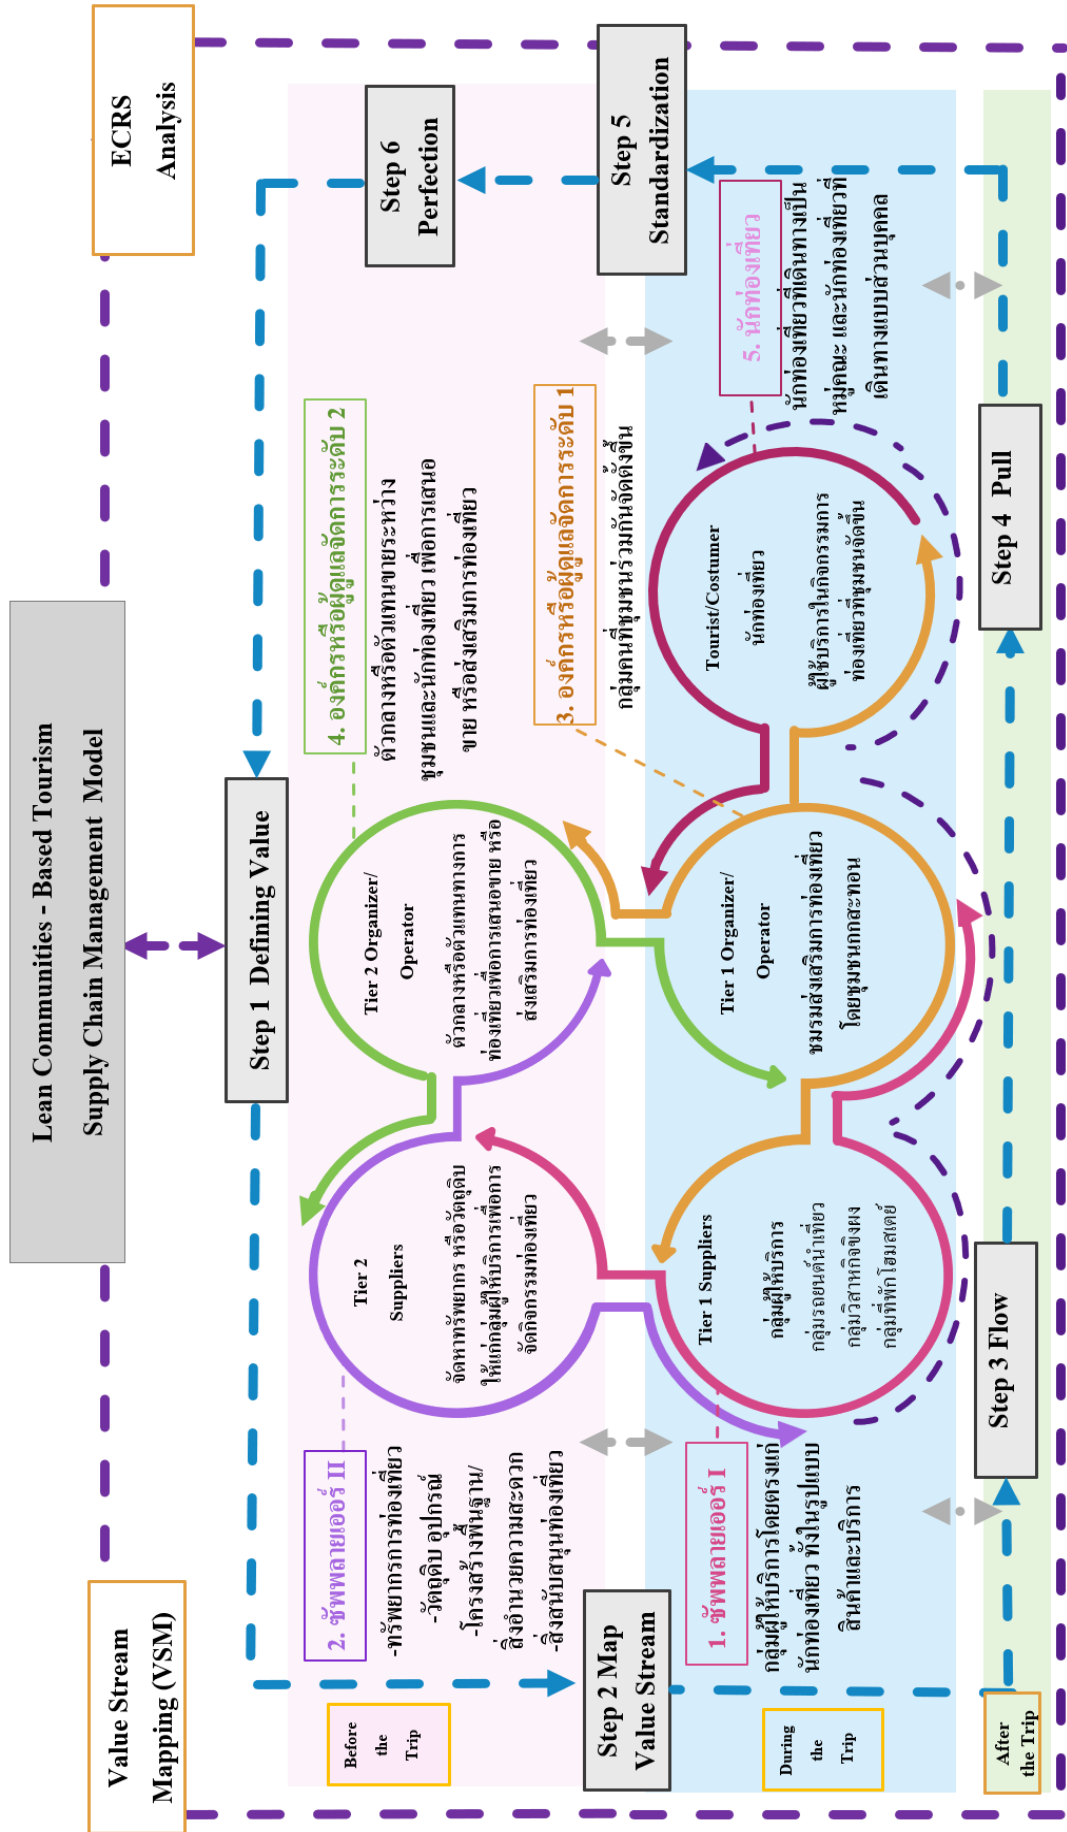 Lean Communities - Based Tourism
Supply Chain Management  Model
Value Stream
Mapping (VSM)
ECRS
Analysis
Step 1  Defining Value
Before
the
Trip
2. ซัพพลายเออร์ II
-ทรัพยากรการท่องเที่ยว
-วัตถุดิบ อุปกรณ์
-โครงสร้างพื้นฐาน/
สิ่งอำนวยความสะดวก
-สิ่งสนับสนุนท่องเที่ยว
Tier 2
Suppliers
จัดหาทรัพยากร หรือวัตถุดิบ
ให้แก่กลุ่มผู้ให้บริการเพื่อการ
จัดกิจกรรมท่องเที่ยว
Tier 2 Organizer/
Operator
ตัวกลางหรือตัวแทนทางการ
ท่องเที่ยวเพื่อการเสนอขาย หรือ
ส่งเสริมการท่องเที่ยว
4. องค์กรหรือผู้ดูแลจัดการระดับ 2
ตัวกลางหรือตัวแทนขายระหว่าง
ชุมชนและนักท่องเที่ยว เพื่อการเสนอ
ขาย หรือส่งเสริมการท่องเที่ยว
Step 6
Perfection
3. องค์กรหรือผู้ดูแลจัดการระดับ 1
กลุ่มคนที่ชุมชนร่วมกันจัดตั้งขึ้น
Step 2 Map
Value Stream
Step 5
Standardization
During
the
Trip
1. ซัพพลายเออร์ I
กลุ่มผู้ให้บริการโดยตรงแก่
นักท่องเที่ยว ทั้งในรูปแบบ
สินค้าและบริการ
Tier 1 Suppliers
กลุ่มผู้ให้บริการ
กลุ่มรถยนต์นำเที่ยว
กลุ่มวิสาหกิจขิงผง
กลุ่มที่พักโฮมสเตย์
Tier 1 Organizer/
Operator
ชมรมส่งเสริมการท่องเที่ยว
โดยชุมชนกกสะทอน
Tourist/Costumer
นักท่องเที่ยว
ผู้ใช้บริการในกิจกรรมการ
ท่องเที่ยวที่ชุมชนจัดขึ้น
5. นักท่องเที่ยว
นักท่องเที่ยวที่เดินทางเป็น
หมู่คณะ และนักท่องเที่ยวที่
เดินทางแบบส่วนบุคคล
After
the Trip
Step 3 Flow
Step 4  Pull